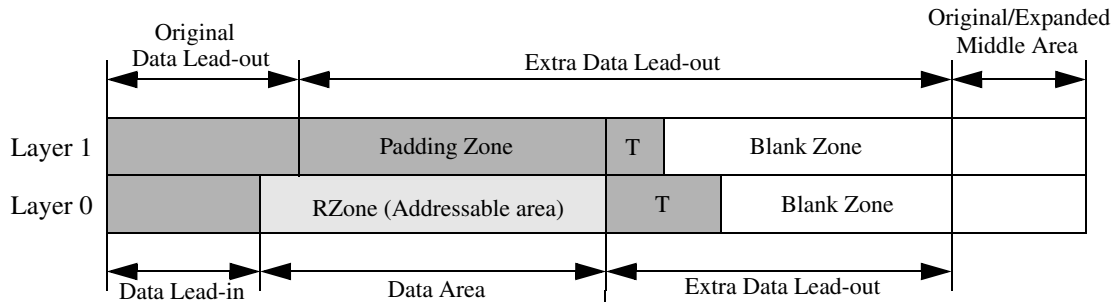 Original
Data Lead-out
Extra Data Lead-out
Original/Expanded
Middle Area
Layer 1
Padding Zone
T
Blank Zone
Layer 0
RZone (Addressable area)
T
Blank Zone
Data Lead-in
Data Area
Extra Data Lead-out